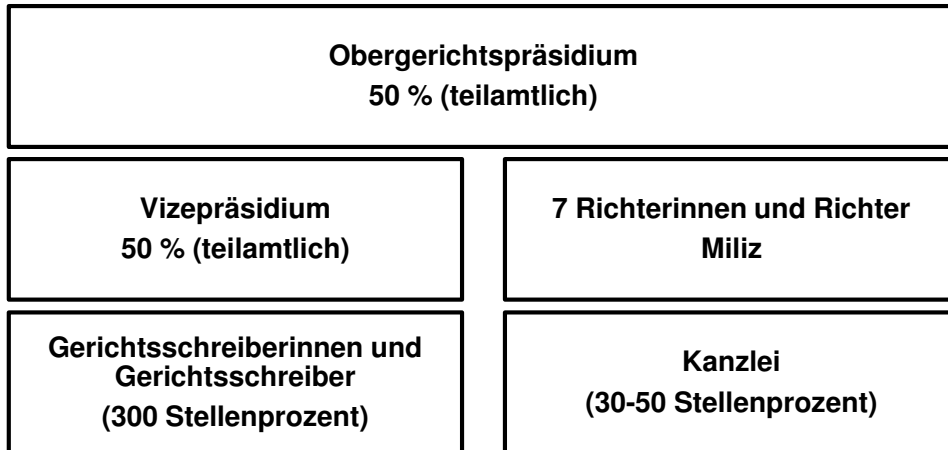 Obergerichtspräsidium
50 % (teilamtlich)
Vizepräsidium
50 % (teilamtlich)
7 Richterinnen und Richter
Miliz
Gerichtsschreiberinnen und
Gerichtsschreiber
(300 Stellenprozent)
Kanzlei
(30-50 Stellenprozent)